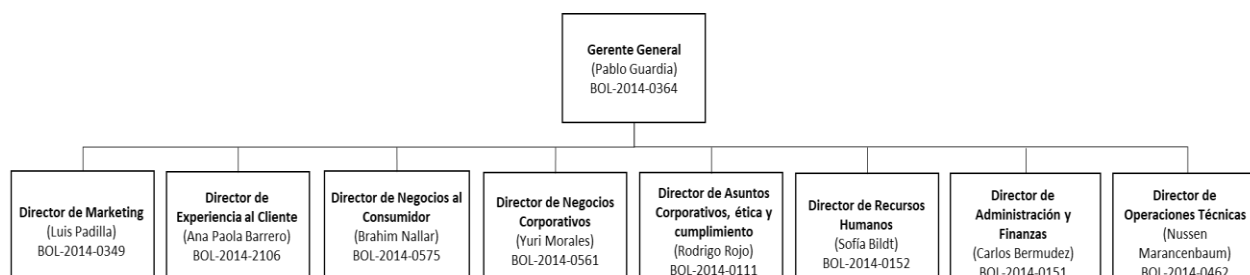 Gerente General
(Pablo Guardia)
BOL-2014-0364
Director de Marketing
(Luis Padilla)
BOL-2014-0349
Director de
Experiencia al Cliente
(Ana Paola Barrero)
BOL-2014-2106
Director de Negocios al
Consumidor
(Brahim Nallar)
BOL-2014-0575
Director de Negocios
Corporativos
(Yuri Morales)
BOL-2014-0561
Director de Asuntos
Corporativos, ética y
cumplimiento
(Rodrigo Rojo)
BOL-2014-0111
Director de Recursos
Humanos
(Sofía Bildt)
BOL-2014-0152
Director de
Administración y
Finanzas
(Carlos Bermudez)
BOL-2014-0151
Director de
Operaciones Técnicas
(Nussen
Marancenbaum)
BOL-2014-0462